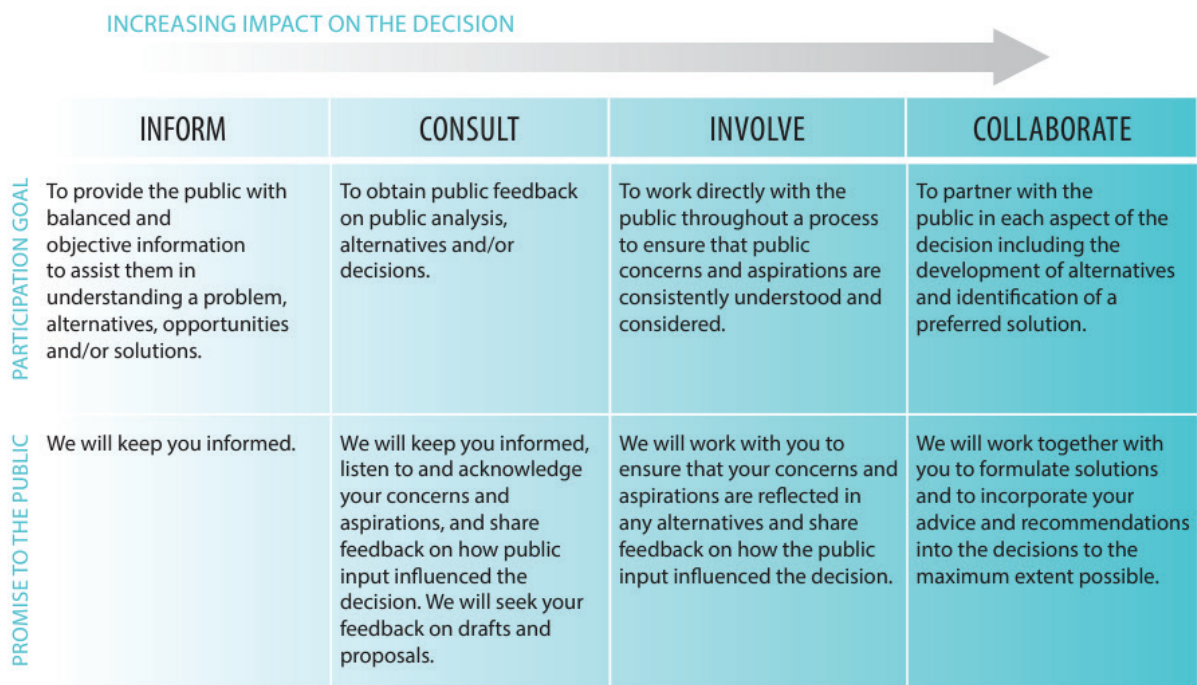 INCREASING IMPACT ON THE DECISION
INFORM
CONSULT
INVOLVE
COLLABORATE
PARTICIPATION GOAL
To provide the public with
balanced and
objective information
to assist them in
understanding a problem,
alternatives, opportunities
and/or solutions.
To obtain public feedback
on public analysis,
alternatives and/or
decisions.
To work directly with the
public throughout a process
to ensure that public
concerns and aspirations are
consistently understood and
considered.
To partner with the
public in each aspect of the
decision including the
development of alternatives
and identification of a
preferred solution.
PROMISE TO THE PUBLIC
We will keep you informed.
We will keep you informed,
listen to and acknowledge
your concerns and
aspirations, and share
feedback on how public
input influenced the
decision. We will seek your
feedback on drafts and
proposals.
We will work with you to
ensure that your concerns and
aspirations are reflected in
any alternatives and share
feedback on how the public
input influenced the decision.
We will work together with
you to formulate solutions
and to incorporate your
advice and recommendations
into the decisions to the
maximum extent possible.